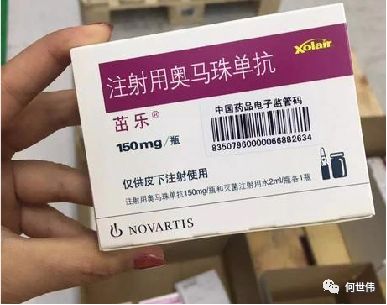 Xolair
注射用奥马珠单抗
茁乐®
150mg/瓶
中国药品电子监管码
83507900000066882634
仅供皮下注射使用
注射用奥马珠单抗150mg/瓶和灭菌注射用水2ml/瓶各1瓶
NOVARTIS
何世伟